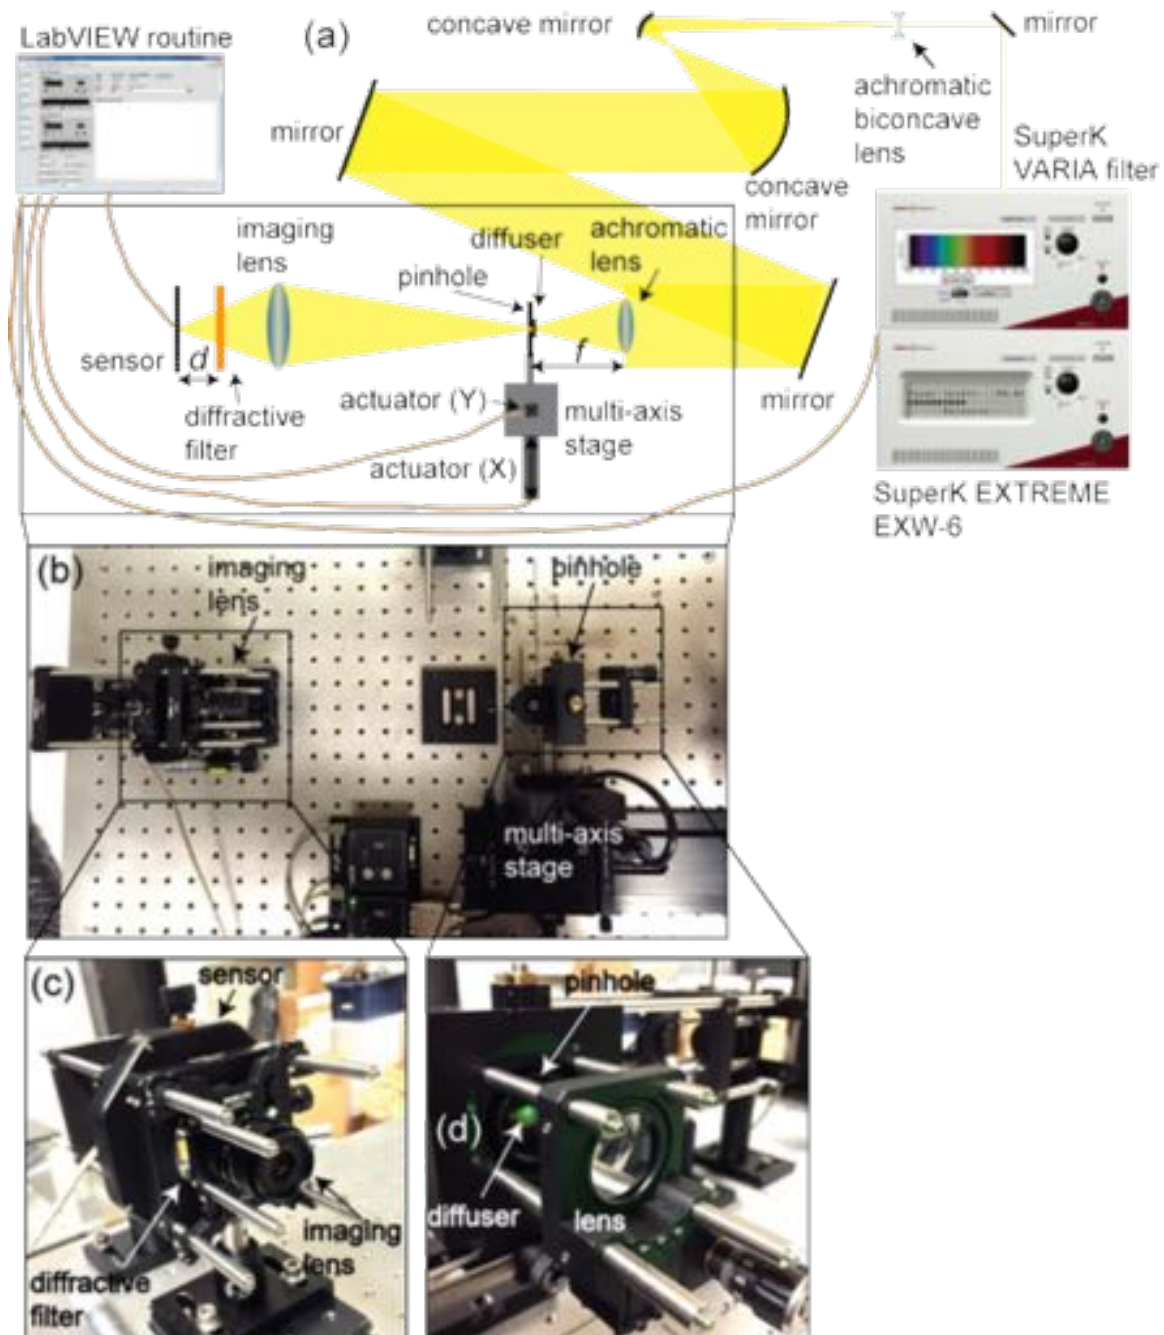 LabVIEW routine
(a)
concave mirror
mirror
achromatic
biconcave
lens
mirror
SuperK
VARIA filter
concave
mirror
imaging
lens
diffuser
achromatic
lens
pinhole
f
sensor
d
mirror
diffractive
filter
actuator (Y)
multi-axis
stage
actuator (X)
SuperK EXTREME
EXW-6
(b)
imaging
lens
pinhole
multi-axis
stage
(c)
sensor
diffractive
filter
imaging
lens
pinhole
(d)
diffuser
lens